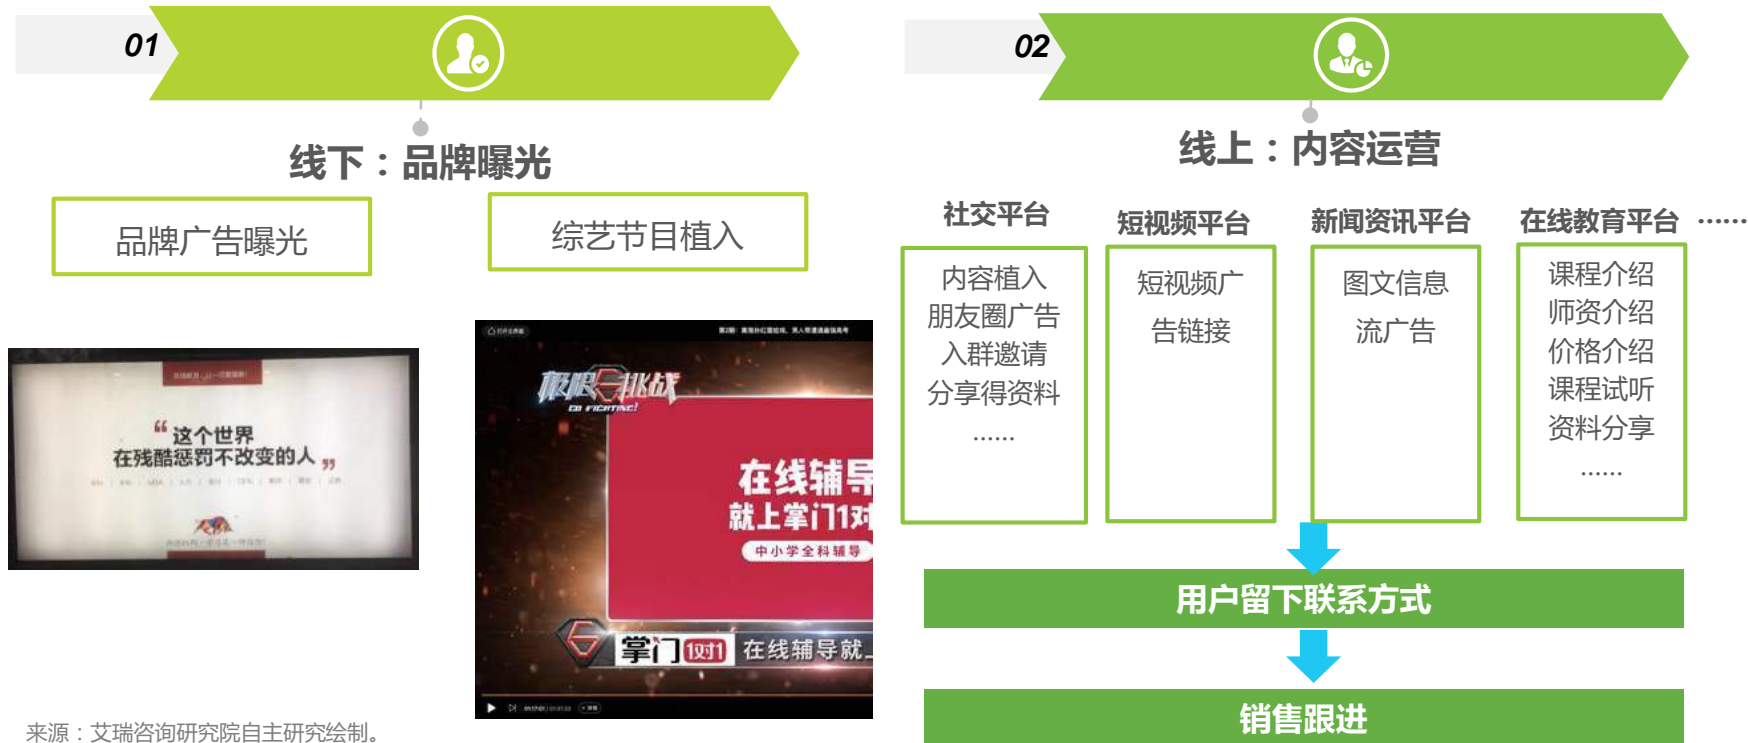 01
线下：品牌曝光
品牌广告曝光
综艺节目植入
“ 这个世界
在残酷惩罚不改变的人 ”
极限挑战
GO FIGHTING!
在线辅导
就上掌门1对
中小学全科辅导
掌门 1对1 在线辅导就上
来源：艾瑞咨询研究院自主研究绘制。
02
线上：内容运营
社交平台
内容植入
朋友圈广告
入群邀请
分享得资料
……
短视频平台
短视频广
告链接
新闻资讯平台
图文信息
流广告
在线教育平台 ……
课程介绍
师资介绍
价格介绍
课程试听
资料分享
……
用户留下联系方式
销售跟进